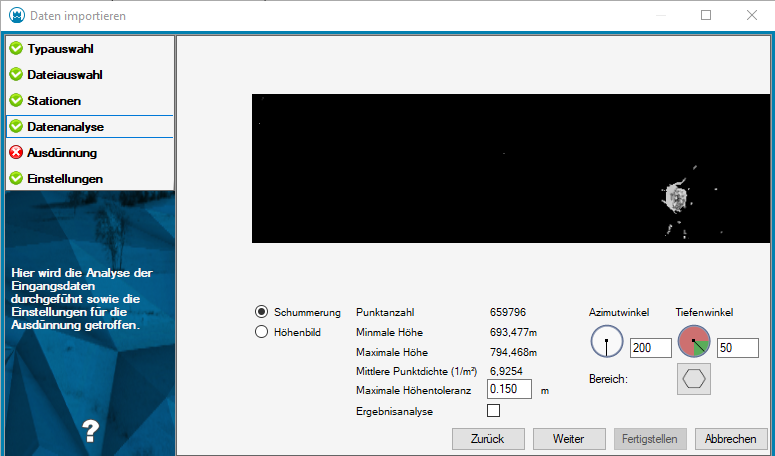 Daten importieren
Typauswahl
Dateiauswahl
Stationen
Datenanalyse
Ausdünnung
Einstellungen
Hier wird die Analyse der
Eingangsdaten
durchgeführt sowie die
Einstellungen für die
Ausdünnung getroffen.
?
Schummerung
Höhenbild
Punktanzahl 659796
Minmale Höhe 693,477m
Maximale Höhe 794,468m
Mittlere Punktdichte (1/m²) 6,9254
Maximale Höhentoleranz 0.150 m
Ergebnisanalyse
Azimutwinkel Tiefenwinkel
200 50
Bereich:
Zurück Weiter Fertigstellen Abbrechen